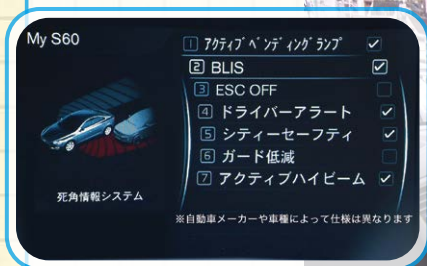 My S60
1 ｱｸﾃｨﾌﾞﾍﾞﾝﾃﾞｨﾝｸﾞﾗﾝﾌﾟ
2 BLIS
3 ESC OFF
4 ドライバーアラート
5 シティーセーフティ
6 ガード低減
7 アクティブハイビーム
死角情報システム
※自動車メーカーや車種によって仕様は異なります